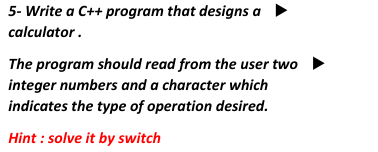 5- Write a C++ program that designs a
calculator .
The program should read from the user two
integer numbers and a character which
indicates the type of operation desired.
Hint : solve it by switch